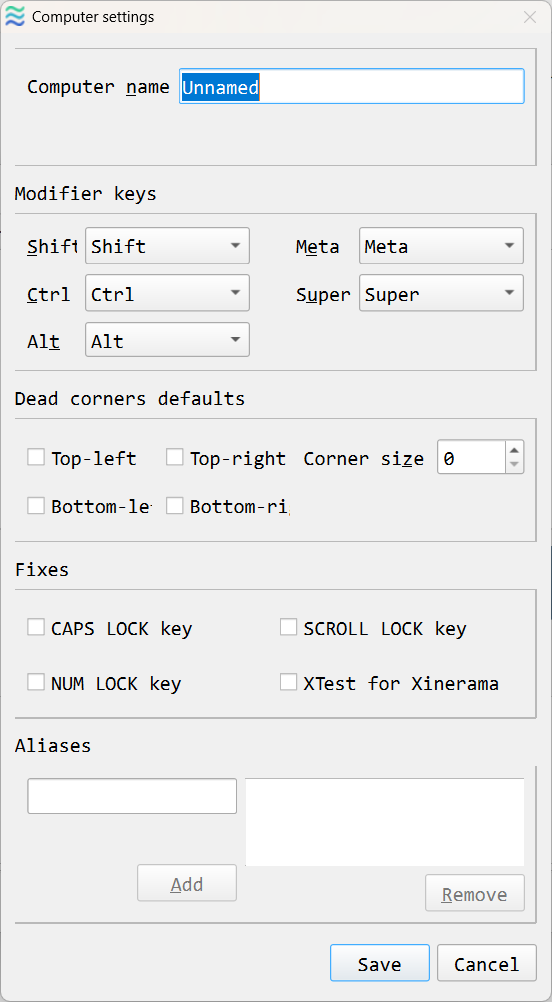 Computer settings
Computer name Unnamed
Modifier keys
Shift Shift Meta Meta
Ctrl Ctrl Super Super
Alt Alt
Dead corners defaults
Top-left Top-right Corner size 0
Bottom-le Bottom-ri
Fixes
CAPS LOCK key SCROLL LOCK key
NUM LOCK key XTest for Xinerama
Aliases
Add
Remove
Save Cancel